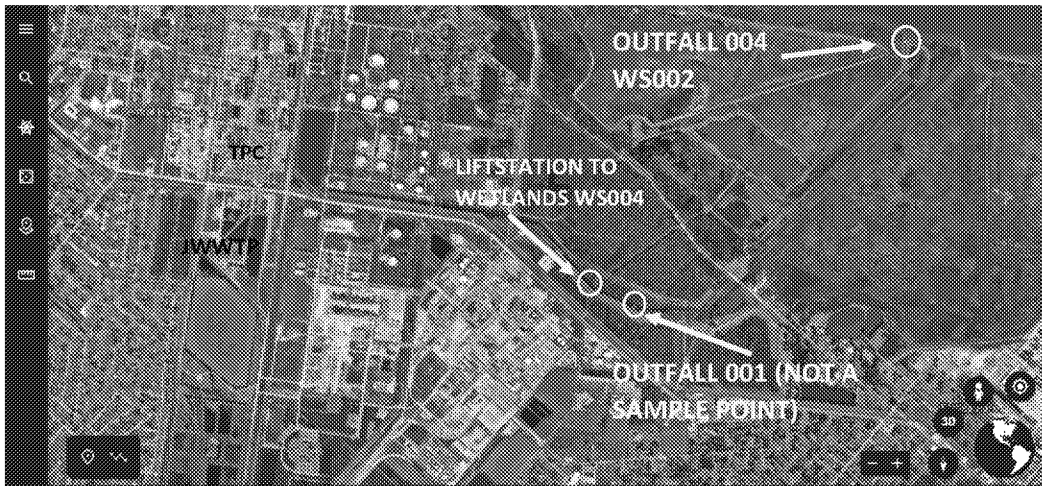 OUTFALL 004
WS002
TPC
LIFTSTATION TO
WETLANDS WS004
JWWTP
OUTFALL 001 (NOT A
SAMPLE POINT)
3D